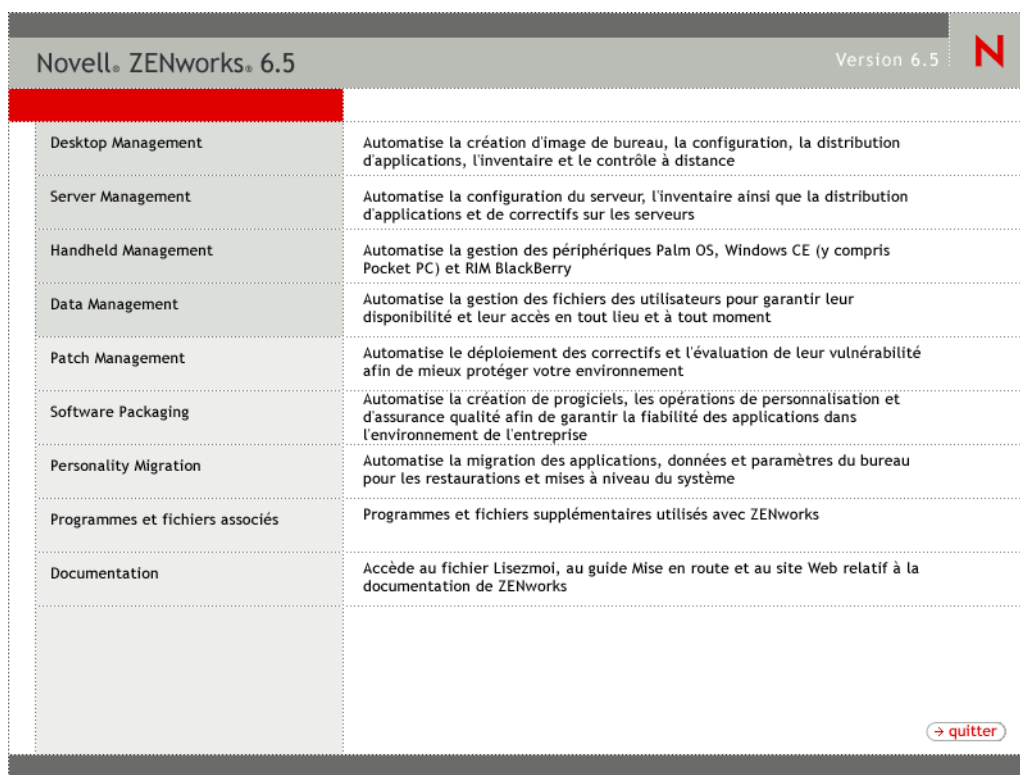 Novell® ZENworks® 6.5
Version 6.5
N
Desktop Management
Automatise la création d'image de bureau, la configuration, la distribution
d'applications, l'inventaire et le contrôle à distance
Server Management
Automatise la configuration du serveur, l'inventaire ainsi que la distribution
d'applications et de correctifs sur les serveurs
Handheld Management
Automatise la gestion des périphériques Palm OS, Windows CE (y compris
Pocket PC) et RIM BlackBerry
Data Management
Automatise la gestion des fichiers des utilisateurs pour garantir leur
disponibilité et leur accès en tout lieu et à tout moment
Patch Management
Automatise le déploiement des correctifs et l'évaluation de leur vulnérabilité
afin de mieux protéger votre environnement
Software Packaging
Automatise la création de progiciels, les opérations de personnalisation et
d'assurance qualité afin de garantir la fiabilité des applications dans
l'environnement de l'entreprise
Personality Migration
Automatise la migration des applications, données et paramètres du bureau
pour les restaurations et mises à niveau du système
Programmes et fichiers associés
Programmes et fichiers supplémentaires utilisés avec ZENworks
Documentation
Accède au fichier Lisezmoi, au guide Mise en route et au site Web relatif à la
documentation de ZENworks
→ quitter